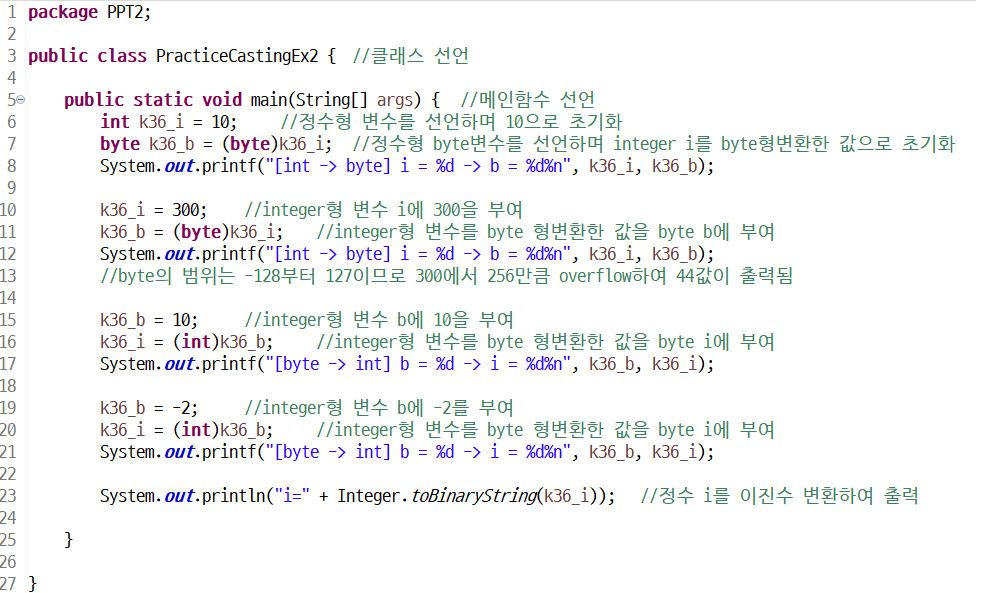 1 package PPT2;
2
3 public class PracticeCastingEx2 { //클래스 선언
4
5 public static void main(String[] args) { //메인함수 선언
6 int k36_i = 10; //정수형 변수를 선언하며 10으로 초기화
7 byte k36_b = (byte)k36_i; //정수형 byte변수를 선언하며 integer i를 byte형변환한 값으로 초기화
8 System.out.printf("[int -> byte] i = %d -> b = %d%n", k36_i, k36_b);
9
10 k36_i = 300; //integer형 변수 i에 300을 부여
11 k36_b = (byte)k36_i; //integer형 변수를 byte 형변환한 값을 byte b에 부여
12 System.out.printf("[int -> byte] i = %d -> b = %d%n", k36_i, k36_b);
13 //byte의 범위는 -128부터 127이므로 300에서 256만큼 overflow하여 44값이 출력됨
14
15 k36_b = 10; //integer형 변수 b에 10을 부여
16 k36_i = (int)k36_b; //integer형 변수를 byte 형변환한 값을 byte i에 부여
17 System.out.printf("[byte -> int] b = %d -> i = %d%n", k36_b, k36_i);
18
19 k36_b = -2; //integer형 변수 b에 -2를 부여
20 k36_i = (int)k36_b; //integer형 변수를 byte 형변환한 값을 byte i에 부여
21 System.out.printf("[byte -> int] b = %d -> i = %d%n", k36_b, k36_i);
22
23 System.out.println("i=" + Integer.toBinaryString(k36_i)); //정수 i를 이진수 변환하여 출력
24
25 }
26
27 }